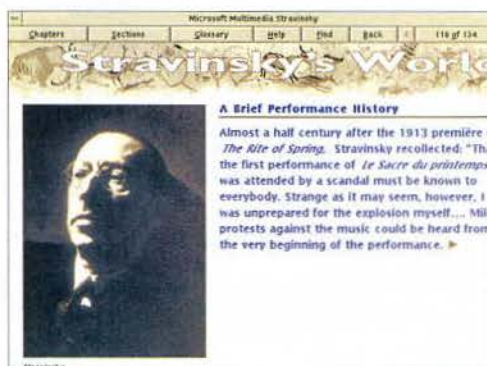 Microsoft Multimedia Stravinsky
Chapters Sections Glossary Help Find Back 116 of 134
Stravinsky's Worl
A Brief Performance History
Almost a half century after the 1913 première
The Rite of Spring, Stravinsky recollected: "Tha
the first performance of Le Sacre du printemps
was attended by a scandal must be known to
everybody. Strange as it may seem, however, I
was unprepared for the explosion myself.... Mil
protests against the music could be heard from
the very beginning of the performance. ►